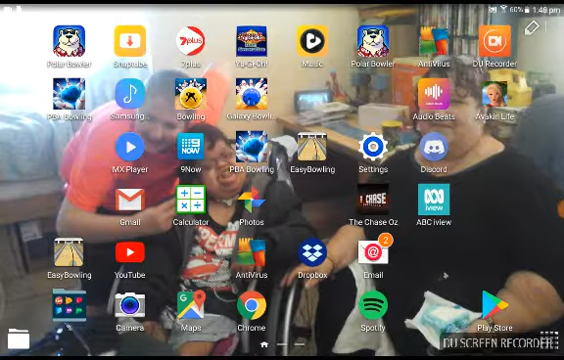 60% 1:48 pm
Polar Bowler Snaptube 7plus Yu-Gi-Oh! Music Polar Bowler AntiVirus DU Recorder
PBA Bowling Samsung Bowling Galaxy Bowli.. Audio Beats Avakin Life
MX Player 9Now PBA Bowling EasyBowling Settings Discord
Gmail Calculator Photos CHASE The Chase Oz iview ABC iview
EasyBowling YouTube AntiVirus Dropbox 2 Email
Camera Maps Chrome Spotify Play Store
DU SCREEN RECORDER